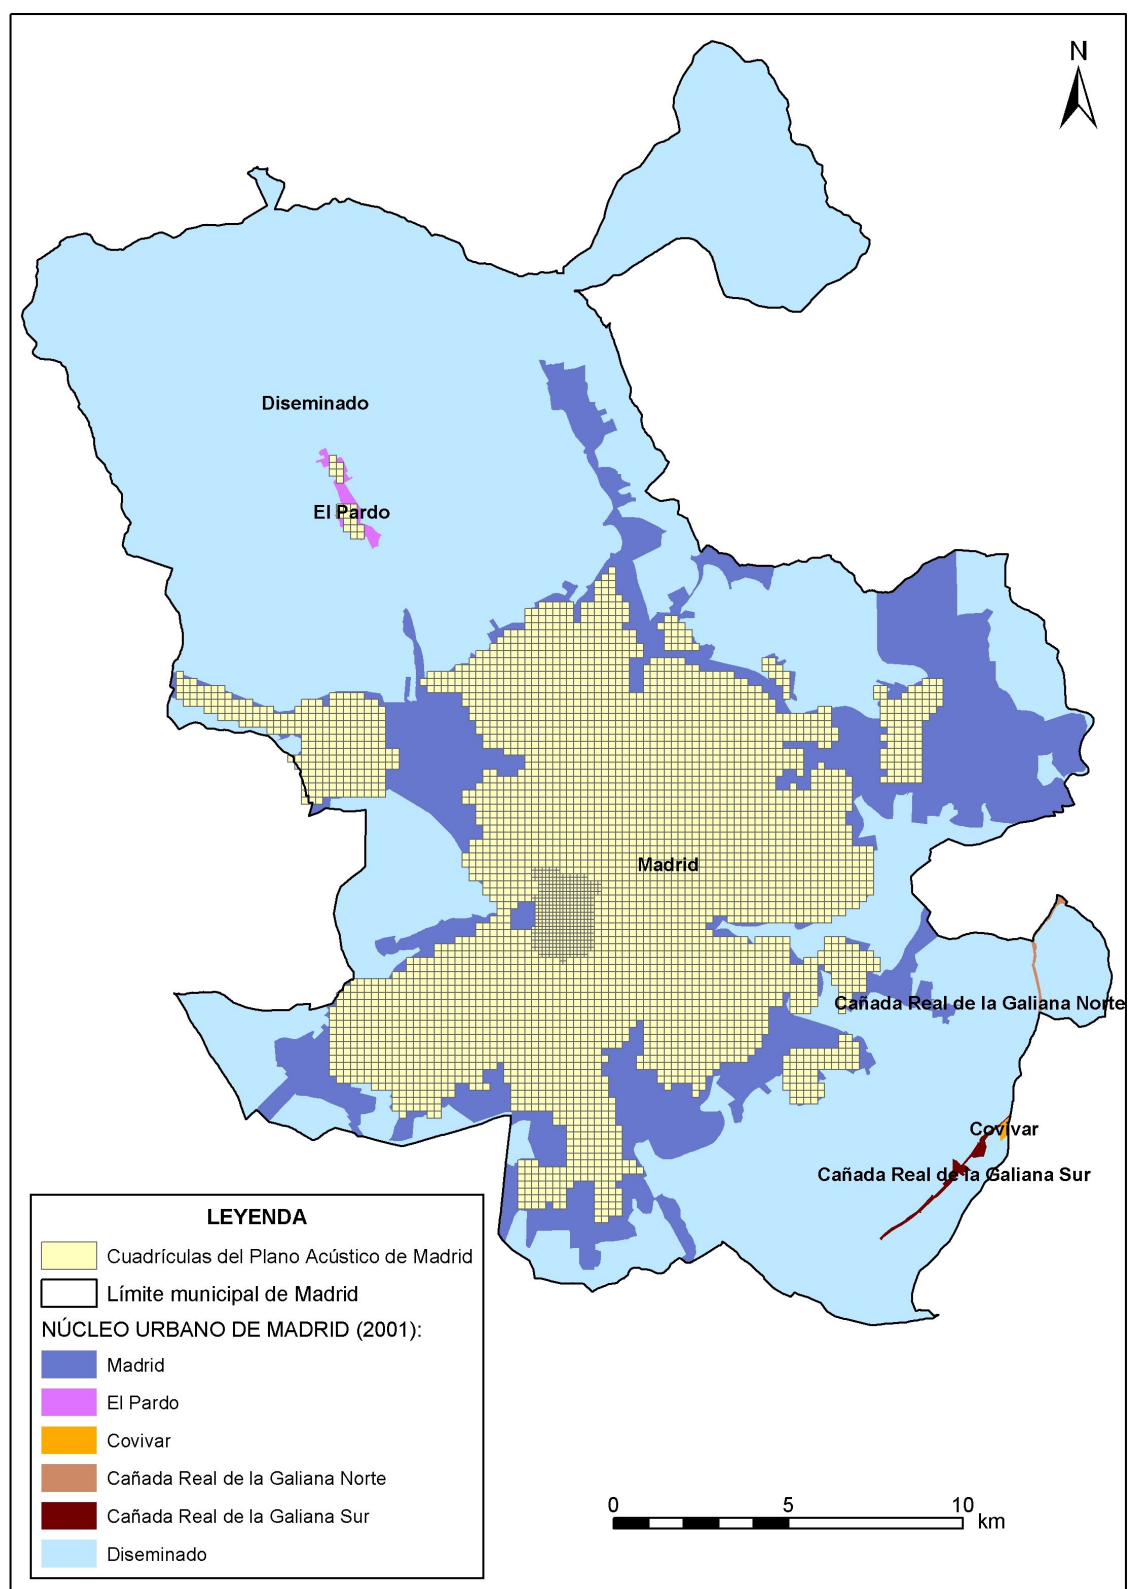 N
Diseminado
El Pardo
Madrid
Cañada Real de la Galiana Norte
Covivar
Cañada Real de la Galiana Sur
LEYENDA
Cuadrículas del Plano Acústico de Madrid
Límite municipal de Madrid
NÚCLEO URBANO DE MADRID (2001):
Madrid
El Pardo
Covivar
Cañada Real de la Galiana Norte
Cañada Real de la Galiana Sur
Diseminado
0 5 10
km